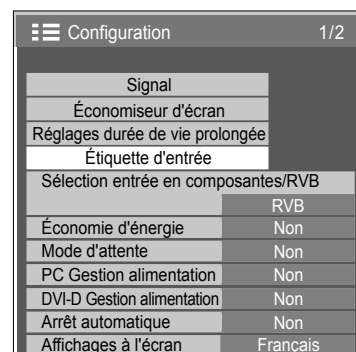 Configuration 1/2
Signal
Économiseur d'écran
Réglages durée de vie prolongée
Étiquette d'entrée
Sélection entrée en composantes/RVB
RVB
Économie d'énergie Non
Mode d'attente Non
PC Gestion alimentation Non
DVI-D Gestion alimentation Non
Arrêt automatique Non
Affichages à l'écran Français